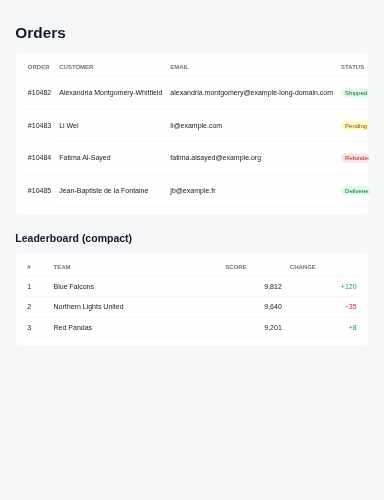 Orders
ORDER CUSTOMER EMAIL STATUS
#10482 Alexandria Montgomery-Whitfield alexandria.montgomery@example-long-domain.com Shipped
#10483 Li Wei li@example.com Pending
#10484 Fatima Al-Sayed fatima.alsayed@example.org Refunde
#10485 Jean-Baptiste de la Fontaine jb@example.fr Delivere
Leaderboard (compact)
# TEAM SCORE CHANGE
1 Blue Falcons 9,812 +120
2 Northern Lights United 9,640 −35
3 Red Pandas 9,201 +8